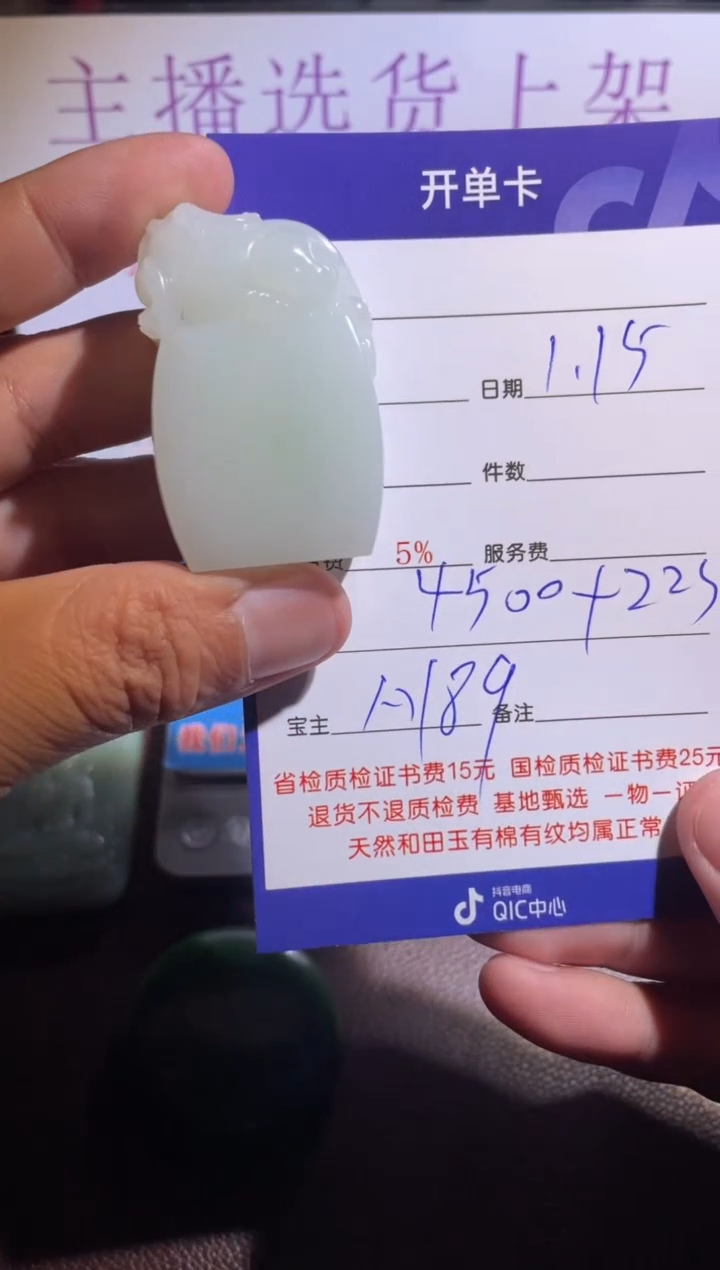 主播选货上架
开单卡
日期 1.15
件数
费 5% 服务费
4500+225
宝主 A189 备注
省检质检证书费15元 国检质检证书费25元
退货不退质检费 基地甄选 一物一证
天然和田玉有棉有纹均属正常
抖音电商
QIC中心
我们